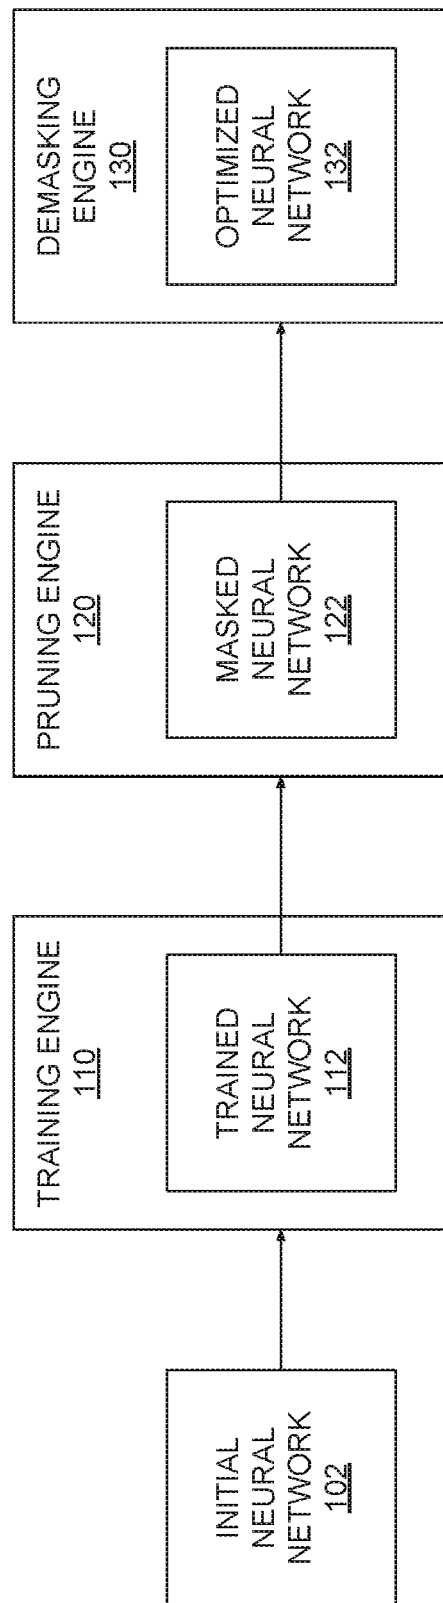 INITIAL
NEURAL
NETWORK
102
TRAINING ENGINE
110
TRAINED
NEURAL
NETWORK
112
PRUNING ENGINE
120
MASKED
NEURAL
NETWORK
122
DEMASKING
ENGINE
130
OPTIMIZED
NEURAL
NETWORK
132